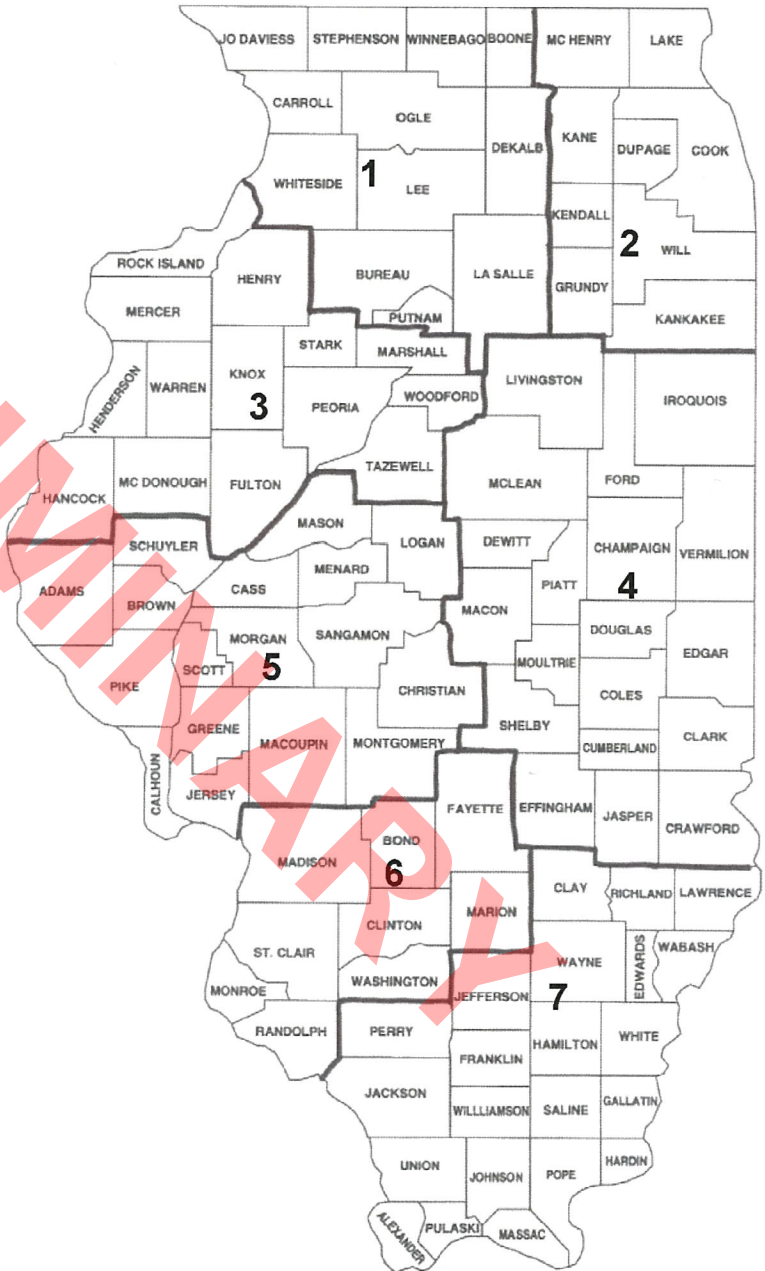 JO DAVIESS STEPHENSON WINNEBAGO BOONE MC HENRY LAKE
CARROLL
OGLE
DEKALB
KANE
DUPAGE
COOK
WHITESIDE
1
LEE
KENDALL
2
WILL
ROCK ISLAND
HENRY
BUREAU
LA SALLE
GRUNDY
MERCER
PUTNAM
KANKAKEE
STARK
MARSHALL
HENDERSON
WARREN
KNOX
3
PEORIA
WOODFORD
LIVINGSTON
IROQUOIS
HANCOCK
MC DONOUGH
FULTON
TAZEWELL
MCLEAN
FORD
MASON
SCHUYLER
LOGAN
DEWITT
CHAMPAIGN
VERMILION
ADAMS
BROWN
CASS
MENARD
PIATT
4
MACON
MORGAN
SANGAMON
DOUGLAS
EDGAR
SCOTT
5
MOULTRIE
PIKE
CHRISTIAN
COLES
GREENE
MACOUPIN
MONTGOMERY
SHELBY
CUMBERLAND
CLARK
CALHOUN
JERSEY
FAYETTE
EFFINGHAM
JASPER
CRAWFORD
MADISON
BOND
6
CLAY
RICHLAND
LAWRENCE
MARION
CLINTON
ST. CLAIR
WAYNE
EDWARDS
WABASH
WASHINGTON
MONROE
JEFFERSON
7
RANDOLPH
PERRY
HAMILTON
WHITE
FRANKLIN
JACKSON
WILLLIAMSON
SALINE
GALLATIN
UNION
JOHNSON
POPE
HARDIN
ALEXANDER
PULASKI
MASSAC
IMINARY